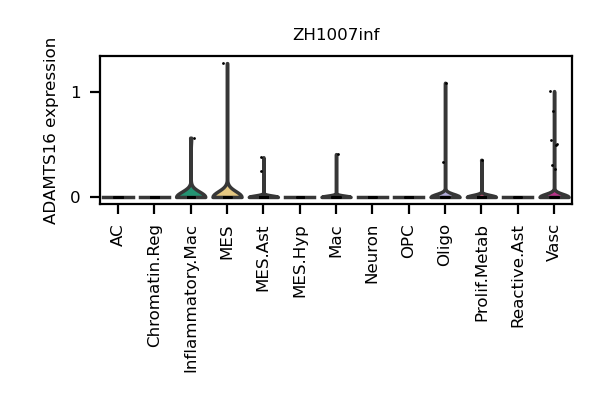 ZH1007inf
ADAMTS16 expression
1
0
AC
Chromatin.Reg
Inflammatory.Mac
MES
MES.Ast
MES.Hyp
Mac
Neuron
OPC
Oligo
Prolif.Metab
Reactive.Ast
Vasc